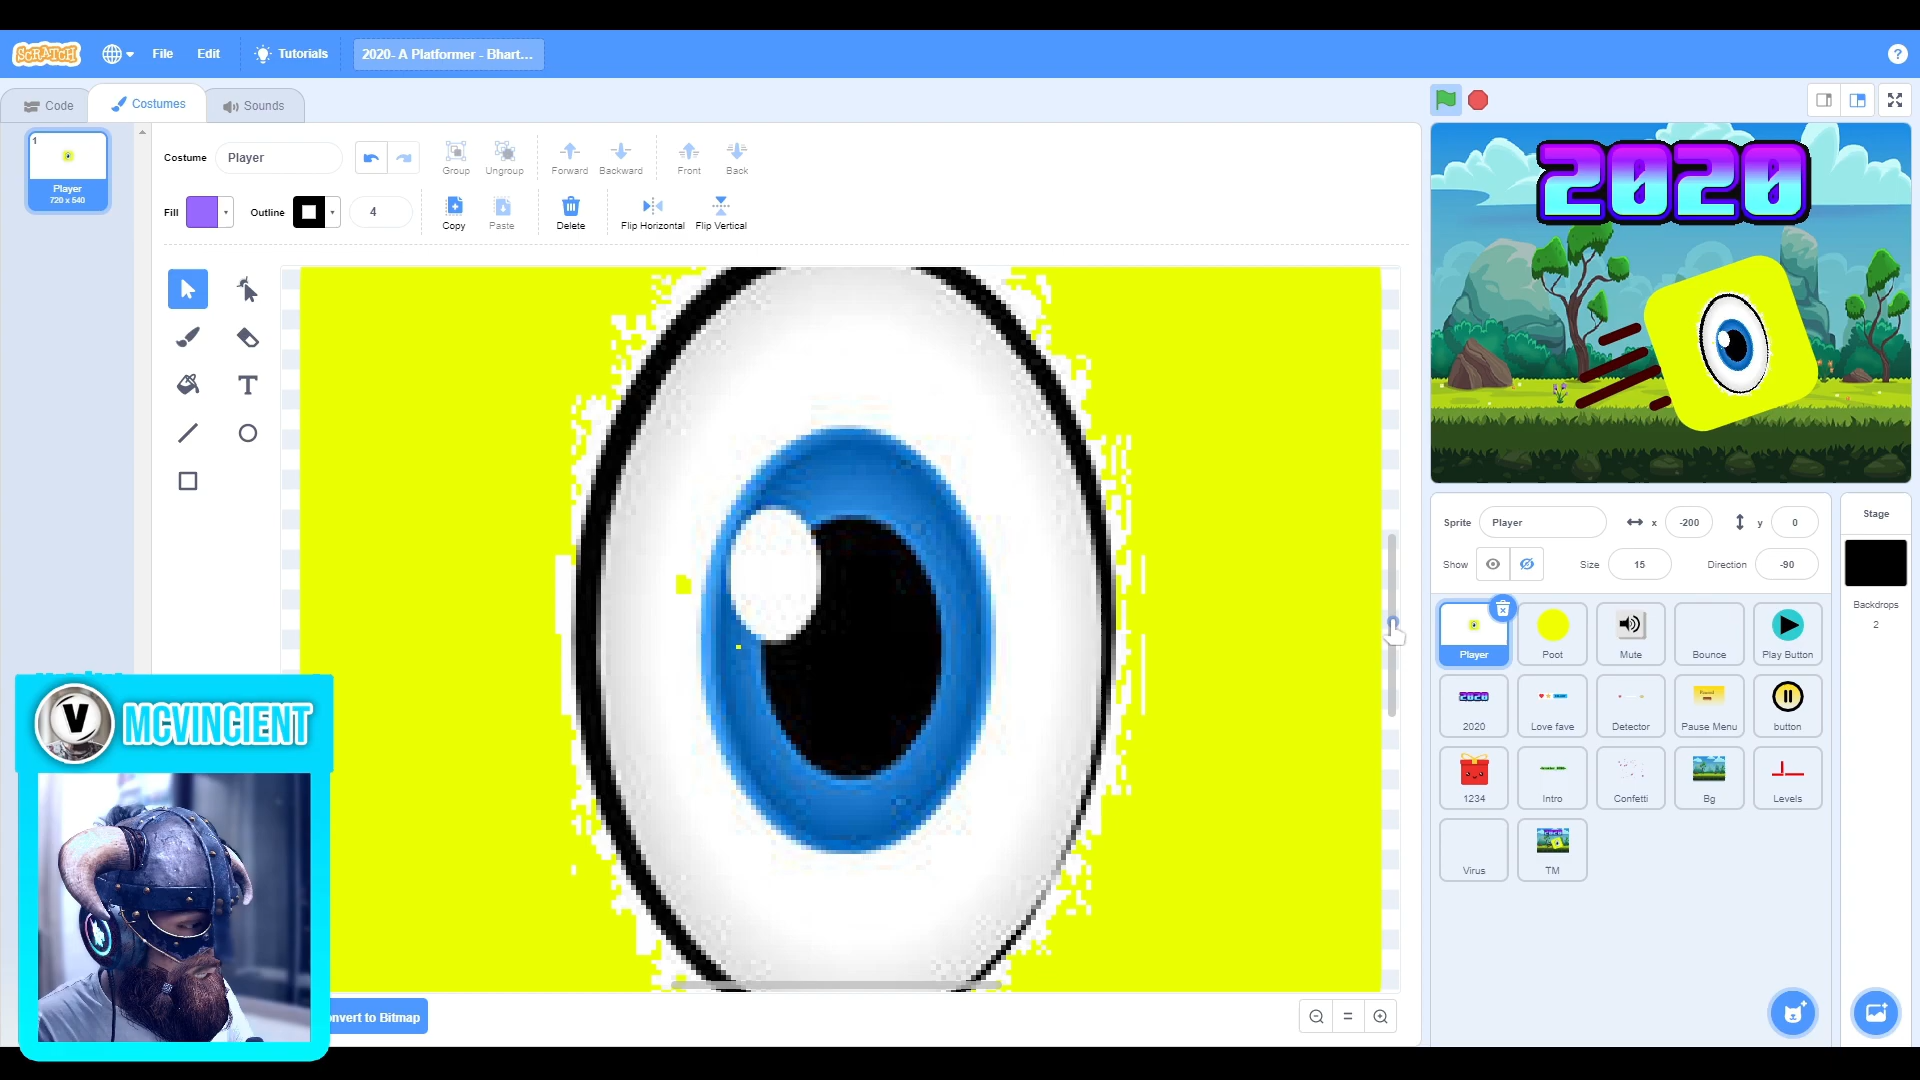 SCRATCH
File
Edit
Tutorials
2020- A Platformer - Bhart...
?
Code
Costumes
Sounds
1
Player
720 x 540
Costume
Player
Group
Ungroup
Forward
Backward
Front
Back
Fill
Outline
4
Copy
Paste
Delete
Flip Horizontal
Flip Vertical
2020
Sprite
Player
x
-200
y
0
Show
Size
15
Direction
-90
Stage
Backdrops
2
Player
Poot
Mute
Bounce
Play Button
2020
2020
Love fave
Detector
Pause Menu
button
1234
Intro
Confetti
Bg
Levels
Virus
TM
V
MCVINCIENT
nvert to Bitmap